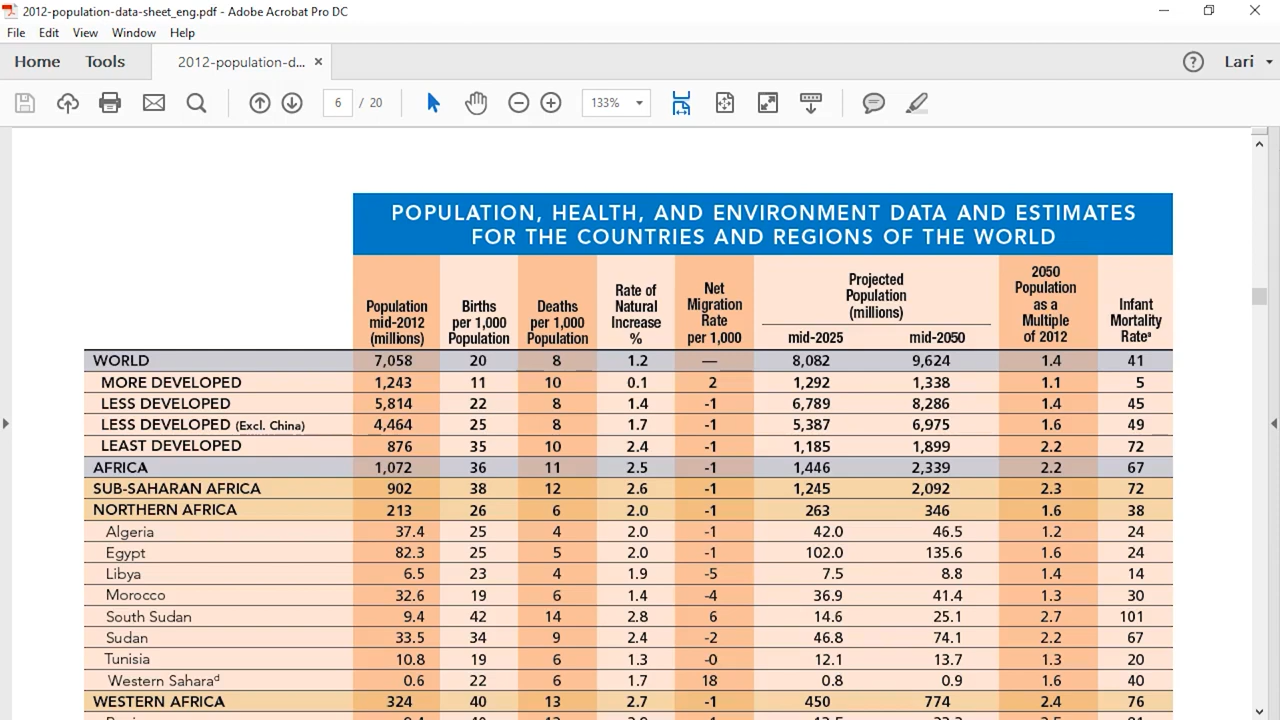 2012-population-data-sheet_eng.pdf - Adobe Acrobat Pro DC
File Edit View Window Help
Home Tools 2012-population-d... × Lari
6 / 20 133%
POPULATION, HEALTH, AND ENVIRONMENT DATA AND ESTIMATES
FOR THE COUNTRIES AND REGIONS OF THE WORLD
Population mid-2012 (millions)
Births per 1,000 Population
Deaths per 1,000 Population
Rate of Natural Increase %
Net Migration Rate per 1,000
Projected Population (millions)
mid-2025 mid-2050
2050 Population as a Multiple of 2012
Infant Mortality Rateᵃ
WORLD 7,058 20 8 1.2 — 8,082 9,624 1.4 41
MORE DEVELOPED 1,243 11 10 0.1 2 1,292 1,338 1.1 5
LESS DEVELOPED 5,814 22 8 1.4 -1 6,789 8,286 1.4 45
LESS DEVELOPED (Excl. China) 4,464 25 8 1.7 -1 5,387 6,975 1.6 49
LEAST DEVELOPED 876 35 10 2.4 -1 1,185 1,899 2.2 72
AFRICA 1,072 36 11 2.5 -1 1,446 2,339 2.2 67
SUB-SAHARAN AFRICA 902 38 12 2.6 -1 1,245 2,092 2.3 72
NORTHERN AFRICA 213 26 6 2.0 -1 263 346 1.6 38
Algeria 37.4 25 4 2.0 -1 42.0 46.5 1.2 24
Egypt 82.3 25 5 2.0 -1 102.0 135.6 1.6 24
Libya 6.5 23 4 1.9 -5 7.5 8.8 1.4 14
Morocco 32.6 19 6 1.4 -4 36.9 41.4 1.3 30
South Sudan 9.4 42 14 2.8 6 14.6 25.1 2.7 101
Sudan 33.5 34 9 2.4 -2 46.8 74.1 2.2 67
Tunisia 10.8 19 6 1.3 -0 12.1 13.7 1.3 20
Western Saharaᵈ 0.6 22 6 1.7 18 0.8 0.9 1.6 40
WESTERN AFRICA 324 40 13 2.7 -1 450 774 2.4 76